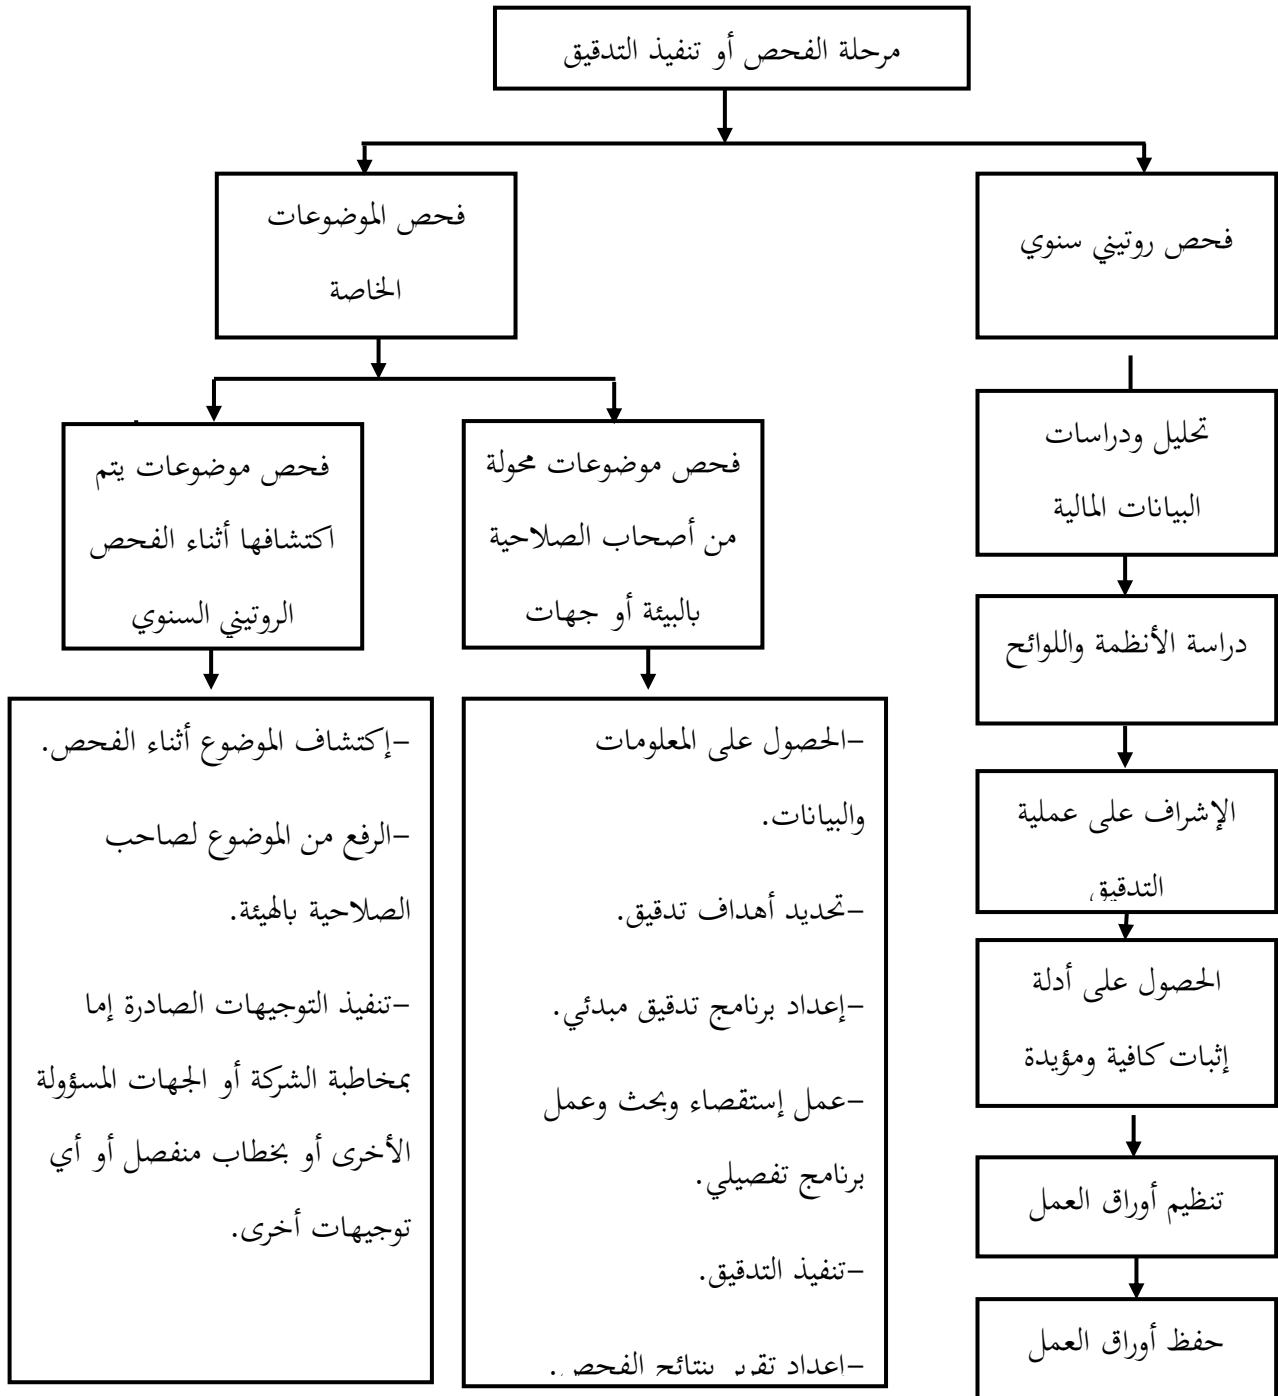 مرحلة الفحص أو تنفيذ التدقيق
فحص روتيني سنوي
تحليل ودراسات
البيانات المالية
دراسة الأنظمة واللوائح
الإشراف على عملية
التدقيق
الحصول على أدلة
إثبات كافية ومؤيدة
تنظيم أوراق العمل
حفظ أوراق العمل
فحص الموضوعات
الخاصة
فحص موضوعات محولة
من أصحاب الصلاحية
بالبيئة أو جهات
-الحصول على المعلومات
والبيانات.
-تحديد أهداف تدقيق.
-إعداد برنامج تدقيق مبدئي.
-عمل إستقصاء وبحث وعمل
برنامج تفصيلي.
-تنفيذ التدقيق.
-اعداد تقرير بنتائج الفحص.
فحص موضوعات يتم
اكتشافها أثناء الفحص
الروتيني السنوي
-إكتشاف الموضوع أثناء الفحص.
-الرفع من الموضوع لصاحب
الصلاحية بالهيئة.
-تنفيذ التوجيهات الصادرة إما
بمخاطبة الشركة أو الجهات المسؤولة
الأخرى أو بخطاب منفصل أو أي
توجيهات أخرى.